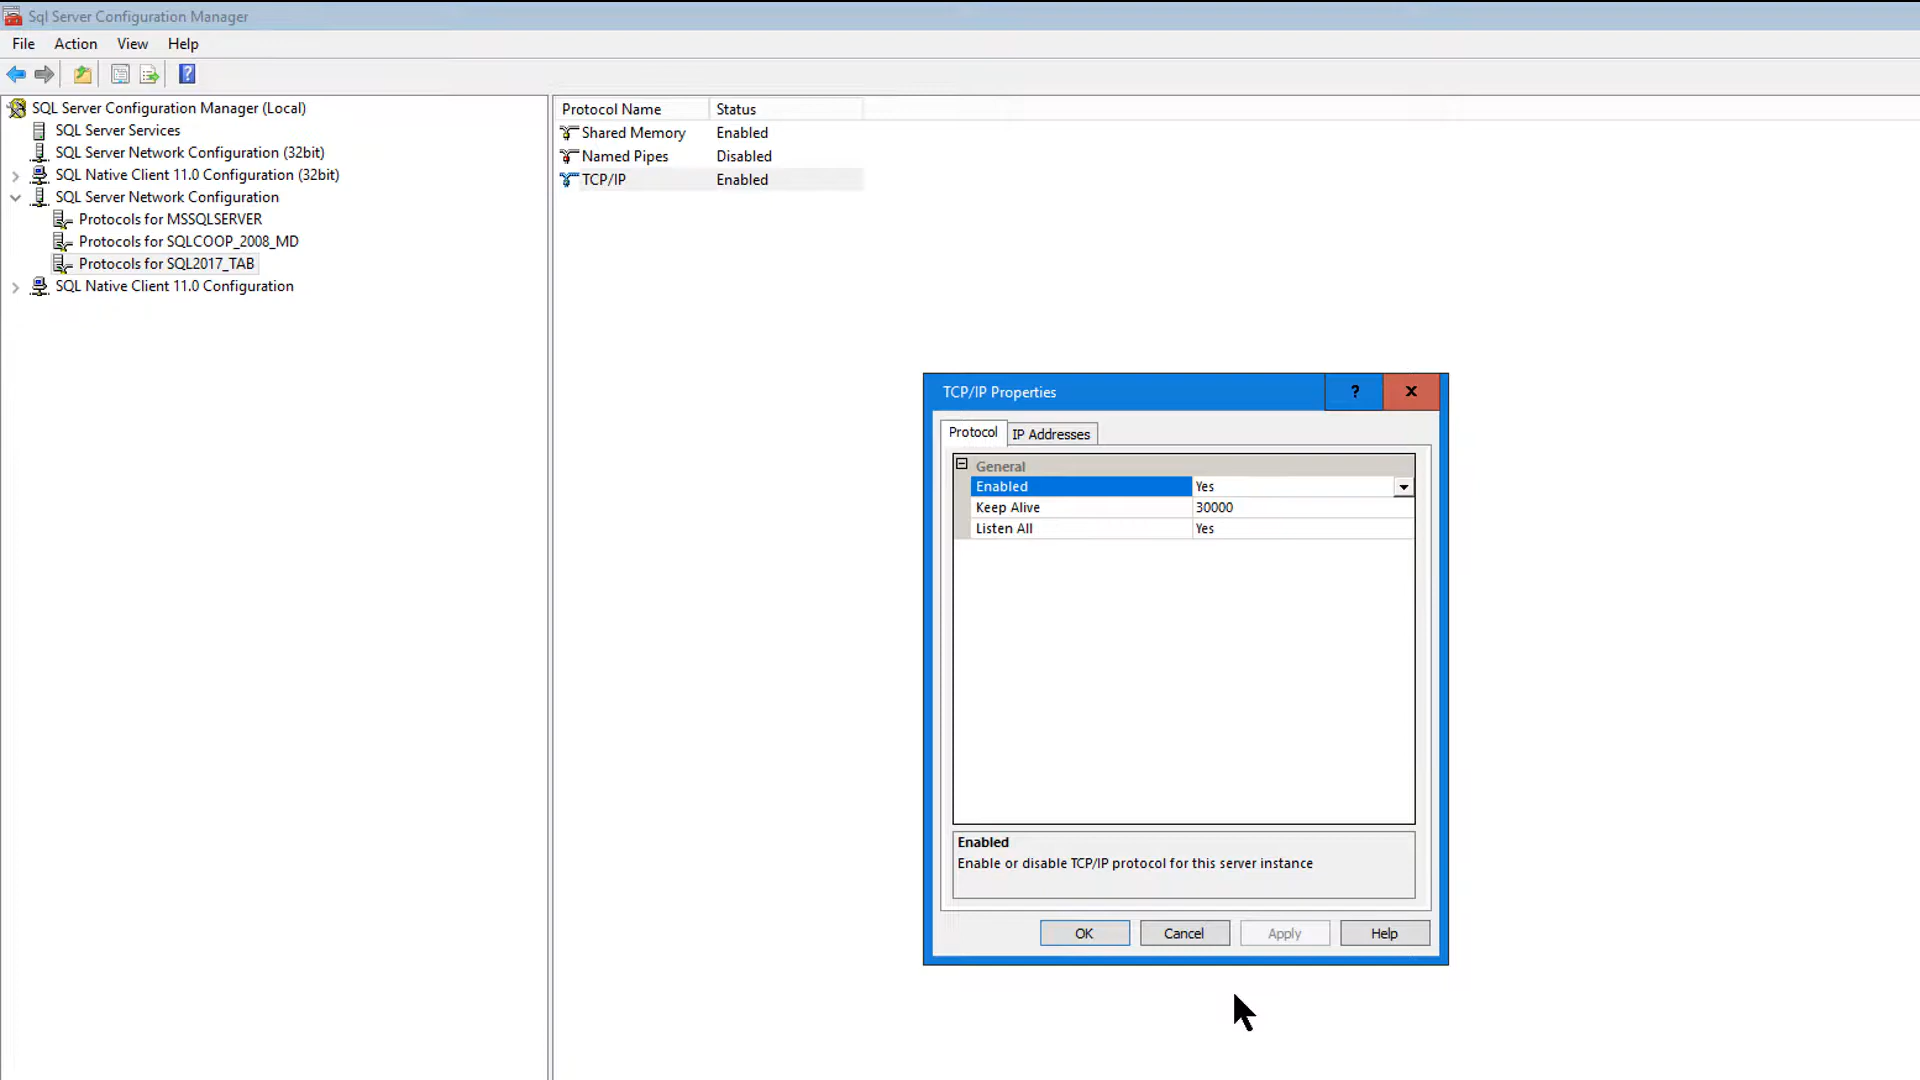 Sql Server Configuration Manager
File Action View Help
?
SQL Server Configuration Manager (Local)
SQL Server Services
SQL Server Network Configuration (32bit)
SQL Native Client 11.0 Configuration (32bit)
SQL Server Network Configuration
Protocols for MSSQLSERVER
Protocols for SQLCOOP_2008_MD
Protocols for SQL2017_TAB
SQL Native Client 11.0 Configuration
Protocol Name Status
Shared Memory Enabled
Named Pipes Disabled
TCP/IP Enabled
TCP/IP Properties ? x
Protocol IP Addresses
General
Enabled Yes
Keep Alive 30000
Listen All Yes
Enabled
Enable or disable TCP/IP protocol for this server instance
OK Cancel Apply Help